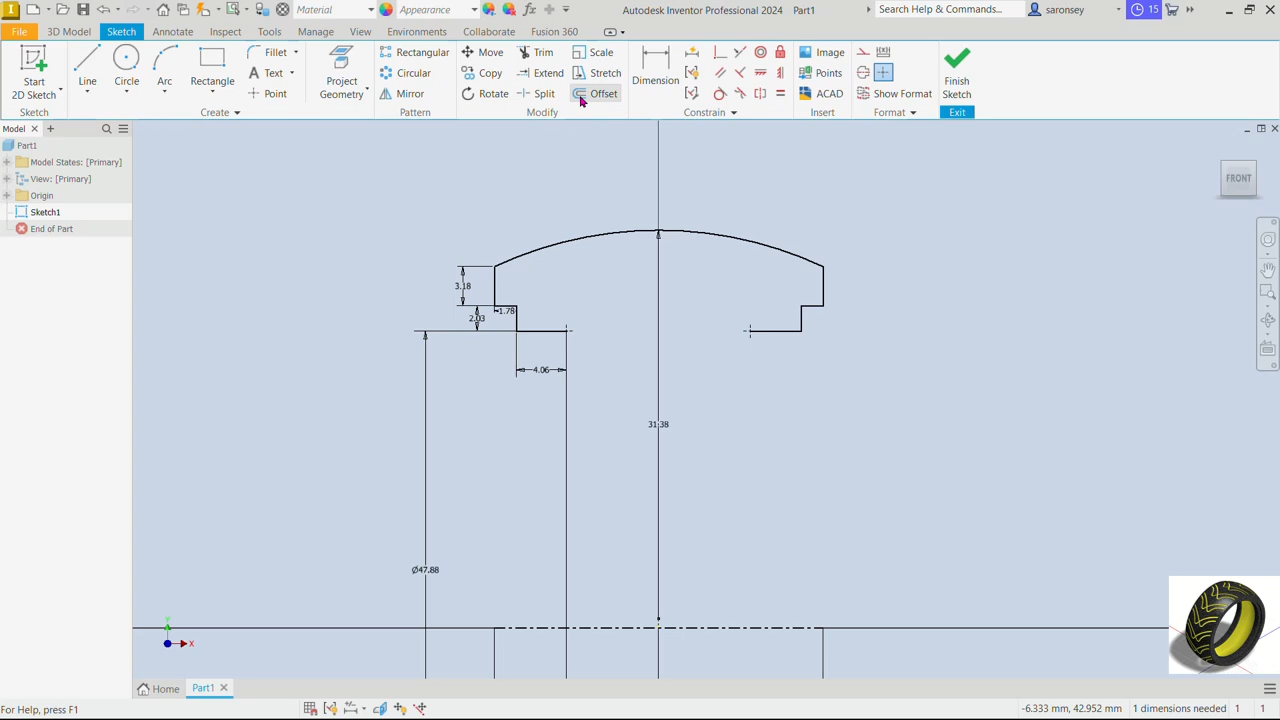 Material
Appearance
fx
Autodesk Inventor Professional 2024 Part1
Search Help & Commands...
saronsey
15
File
3D Model
Sketch
Annotate
Inspect
Tools
Manage
View
Environments
Collaborate
Fusion 360
Start
2D Sketch
Line
Circle
Arc
Rectangle
Fillet
Text
Point
Project
Geometry
Rectangular
Circular
Mirror
Move
Copy
Rotate
Trim
Extend
Split
Scale
Stretch
Offset
Dimension
Image
Points
ACAD
Show Format
Finish
Sketch
Sketch
Create
Pattern
Modify
Constrain
Insert
Format
Exit
Model
Part1
Model States: [Primary]
View: [Primary]
Origin
Sketch1
End of Part
FRONT
3.18
1.78
2.03
4.06
31.38
Ø47.88
Y
X
Home
Part1
For Help, press F1
-6.333 mm, 42.952 mm
1 dimensions needed
1
1